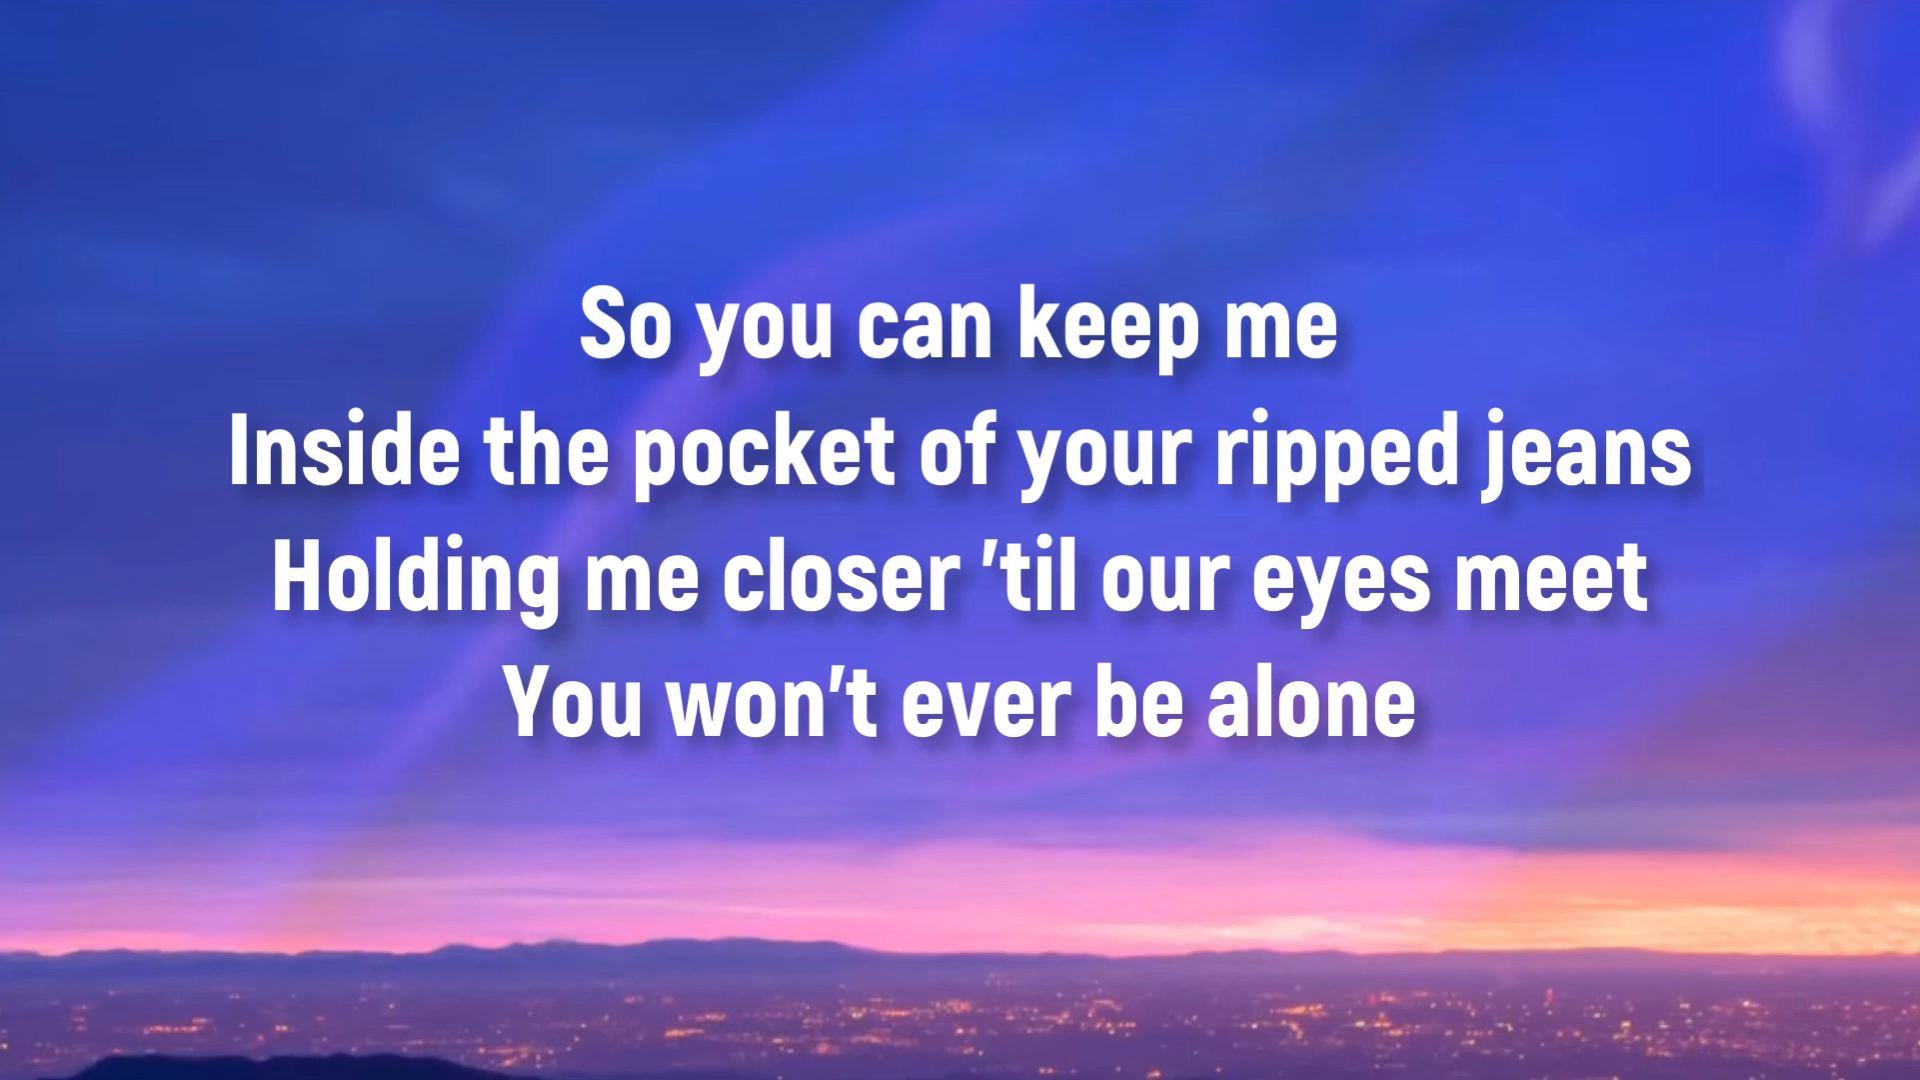 So you can keep me
Inside the pocket of your ripped jeans
Holding me closer ’til our eyes meet
You won’t ever be alone